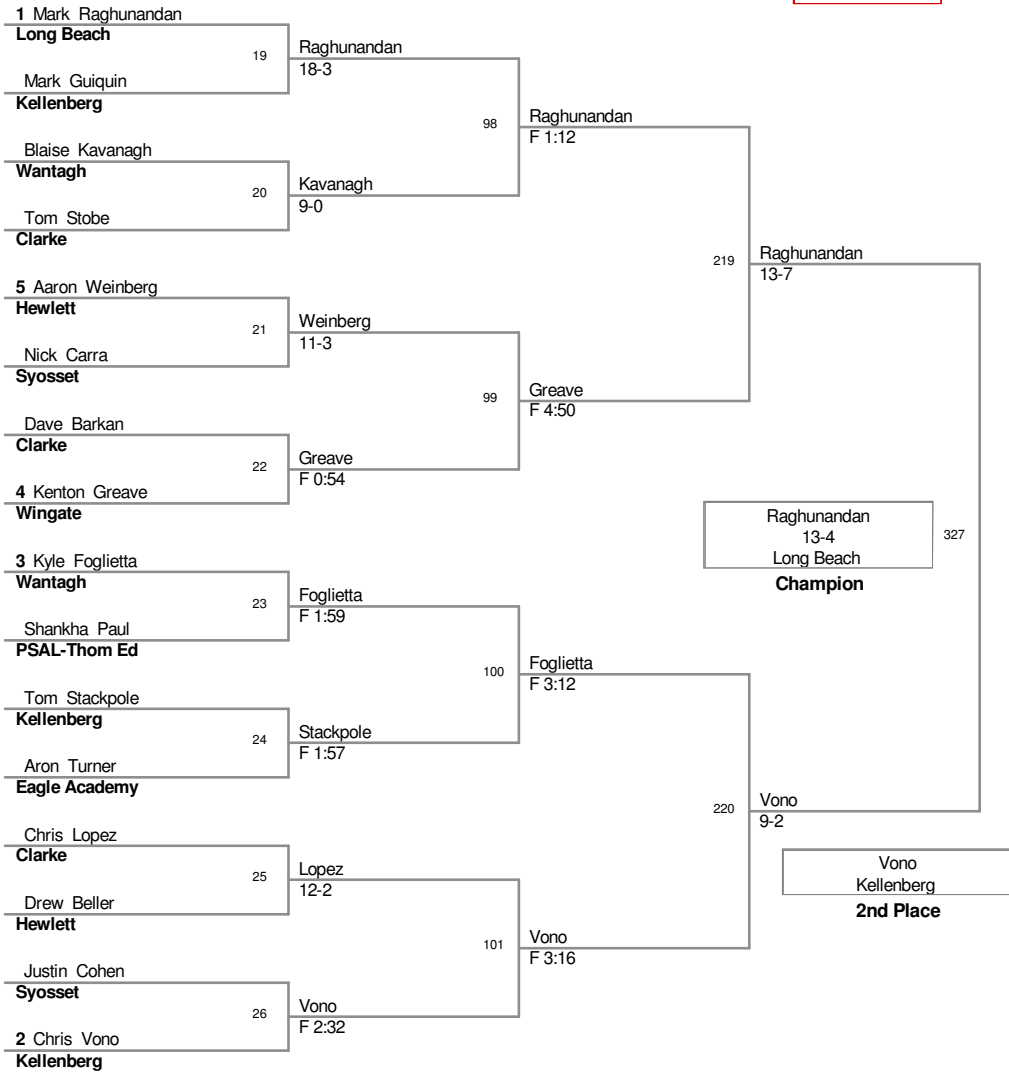 1 Mark Raghunandan
Long Beach
19
Raghunandan
18-3
Mark Guiquin
Kellenberg
98
Raghunandan
F 1:12
Blaise Kavanagh
Wantagh
20
Kavanagh
9-0
Tom Stobe
Clarke
219
Raghunandan
13-7
5 Aaron Weinberg
Hewlett
21
Weinberg
11-3
Nick Carra
Syosset
99
Greave
F 4:50
Dave Barkan
Clarke
22
Greave
F 0:54
4 Kenton Greave
Wingate
Raghunandan
13-4
Long Beach
327
Champion
3 Kyle Foglietta
Wantagh
23
Foglietta
F 1:59
Shankha Paul
PSAL-Thom Ed
100
Foglietta
F 3:12
Tom Stackpole
Kellenberg
24
Stackpole
F 1:57
Aron Turner
Eagle Academy
220
Vono
9-2
Chris Lopez
Clarke
25
Lopez
12-2
Vono
Kellenberg
2nd Place
Drew Beller
Hewlett
101
Vono
F 3:16
Justin Cohen
Syosset
26
Vono
F 2:32
2 Chris Vono
Kellenberg